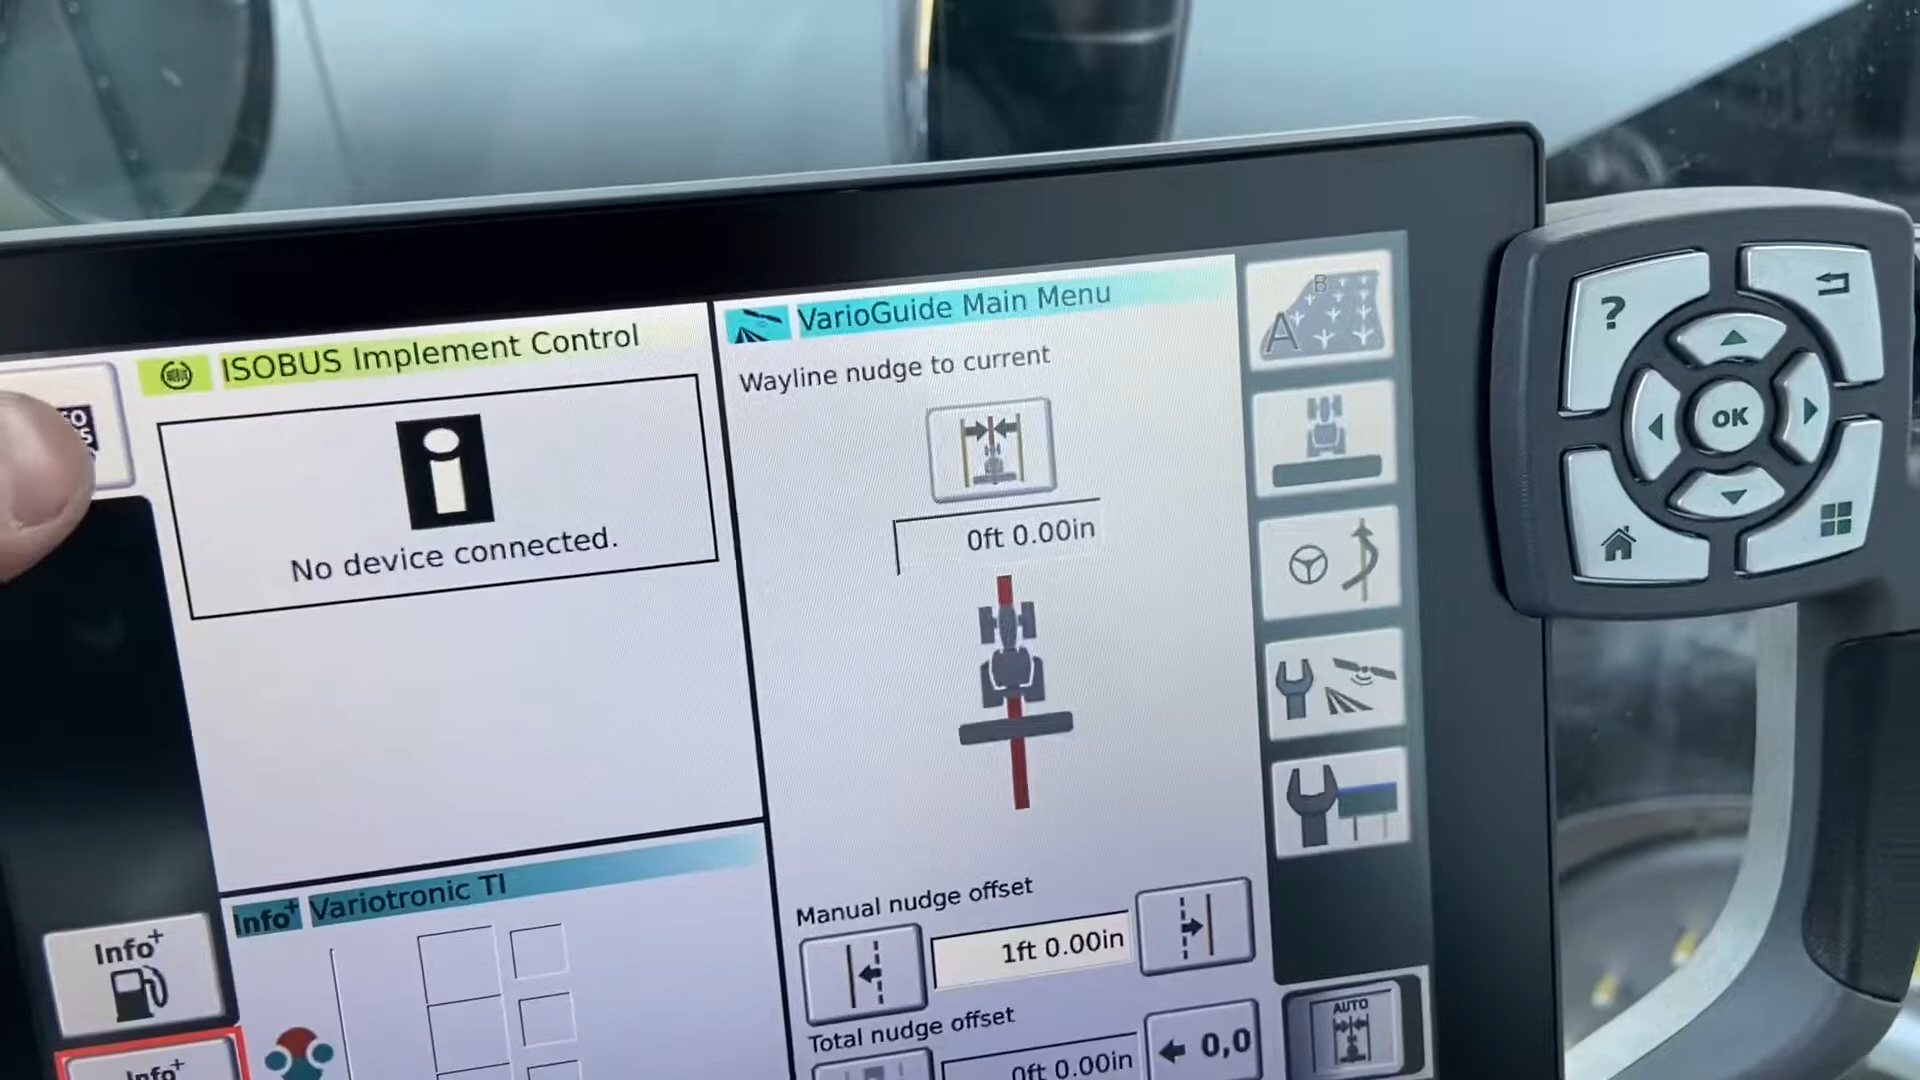 ISOBUS Implement Control
No device connected.
VarioGuide Main Menu
Wayline nudge to current
0ft 0.00in
Manual nudge offset
1ft 0.00in
Total nudge offset
0ft 0.00in
0,0
Info+ Variotronic TI
Info+
Info+
A
B
AUTO
?
OK